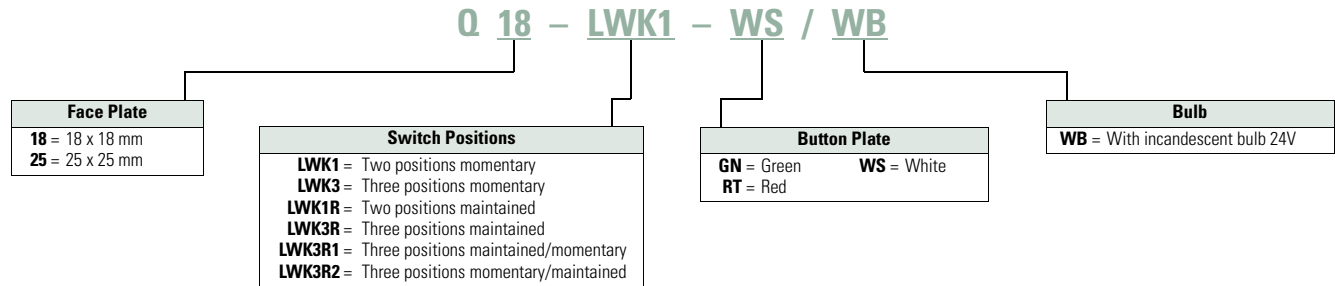 Q 18 – LWK1 – WS / WB
Face Plate
18 = 18 x 18 mm
25 = 25 x 25 mm
Switch Positions
LWK1 = Two positions momentary
LWK3 = Three positions momentary
LWK1R = Two positions maintained
LWK3R = Three positions maintained
LWK3R1 = Three positions maintained/momentary
LWK3R2 = Three positions momentary/maintained
Button Plate
GN = Green WS = White
RT = Red
Bulb
WB = With incandescent bulb 24V